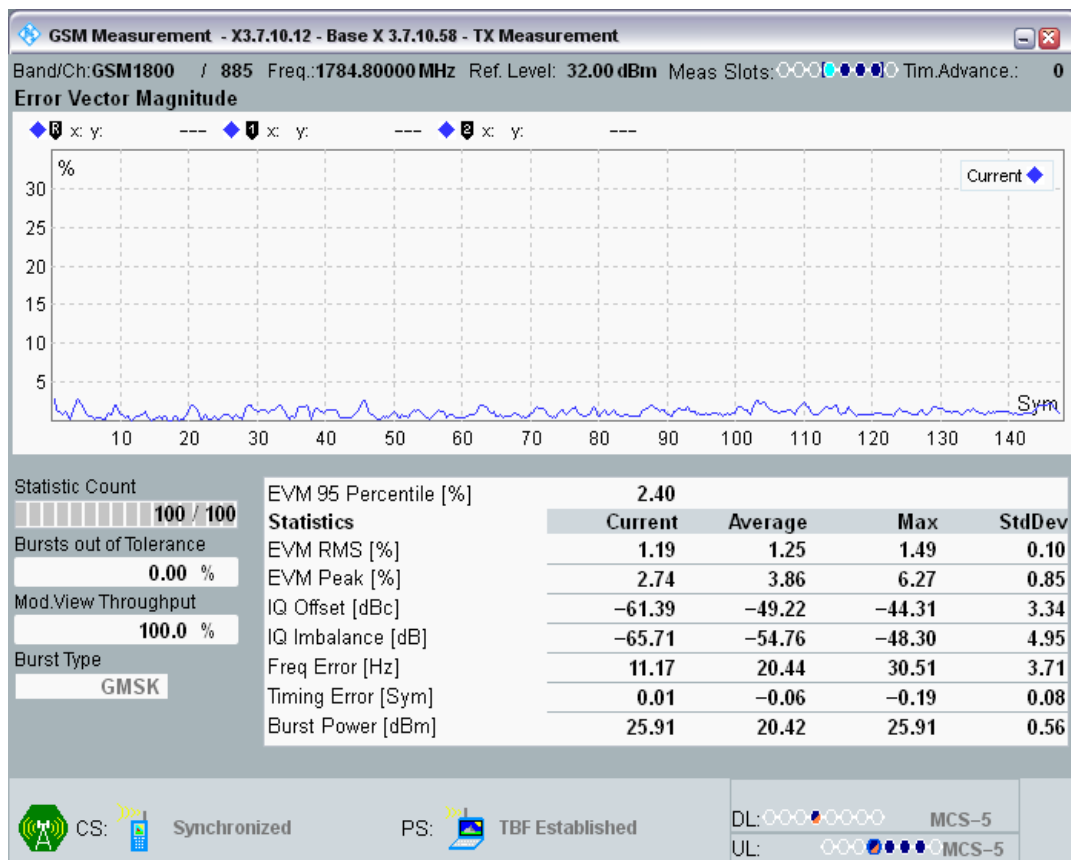 GSM Measurement - X3.7.10.12 - Base X 3.7.10.58 - TX Measurement
Band/Ch:GSM1800 / 885 Freq.:1784.80000 MHz Ref. Level: 32.00 dBm Meas Slots: Tim.Advance.: 0
Error Vector Magnitude
R x: y: --- 1 x: y: --- 2 x: y: ---
%
Current
30
25
20
15
10
5
Sym
10 20 30 40 50 60 70 80 90 100 110 120 130 140
Statistic Count
100 / 100
Bursts out of Tolerance
0.00 %
Mod.View Throughput
100.0 %
Burst Type
GMSK
EVM 95 Percentile [%] 2.40
Statistics Current Average Max StdDev
EVM RMS [%] 1.19 1.25 1.49 0.10
EVM Peak [%] 2.74 3.86 6.27 0.85
IQ Offset [dBc] −61.39 −49.22 −44.31 3.34
IQ Imbalance [dB] −65.71 −54.76 −48.30 4.95
Freq Error [Hz] 11.17 20.44 30.51 3.71
Timing Error [Sym] 0.01 −0.06 −0.19 0.08
Burst Power [dBm] 25.91 20.42 25.91 0.56
CS: Synchronized PS: TBF Established
DL: MCS−5
UL: MCS−5